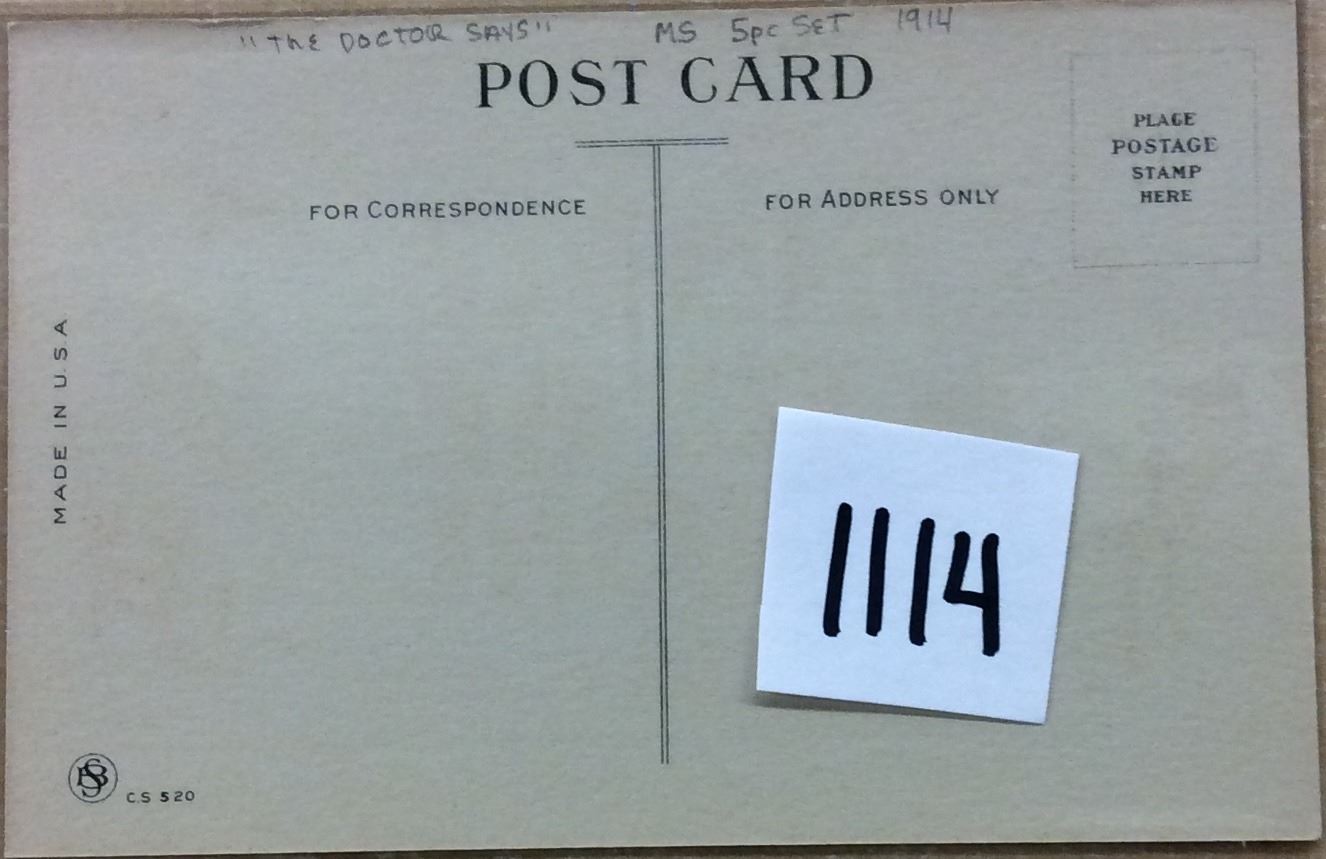 "THE DOCTOR SAYS" MS 5pc SET 1914
POST CARD
PLACE
POSTAGE
STAMP
HERE
FOR CORRESPONDENCE
FOR ADDRESS ONLY
MADE IN U.S.A
1114
C.S 520